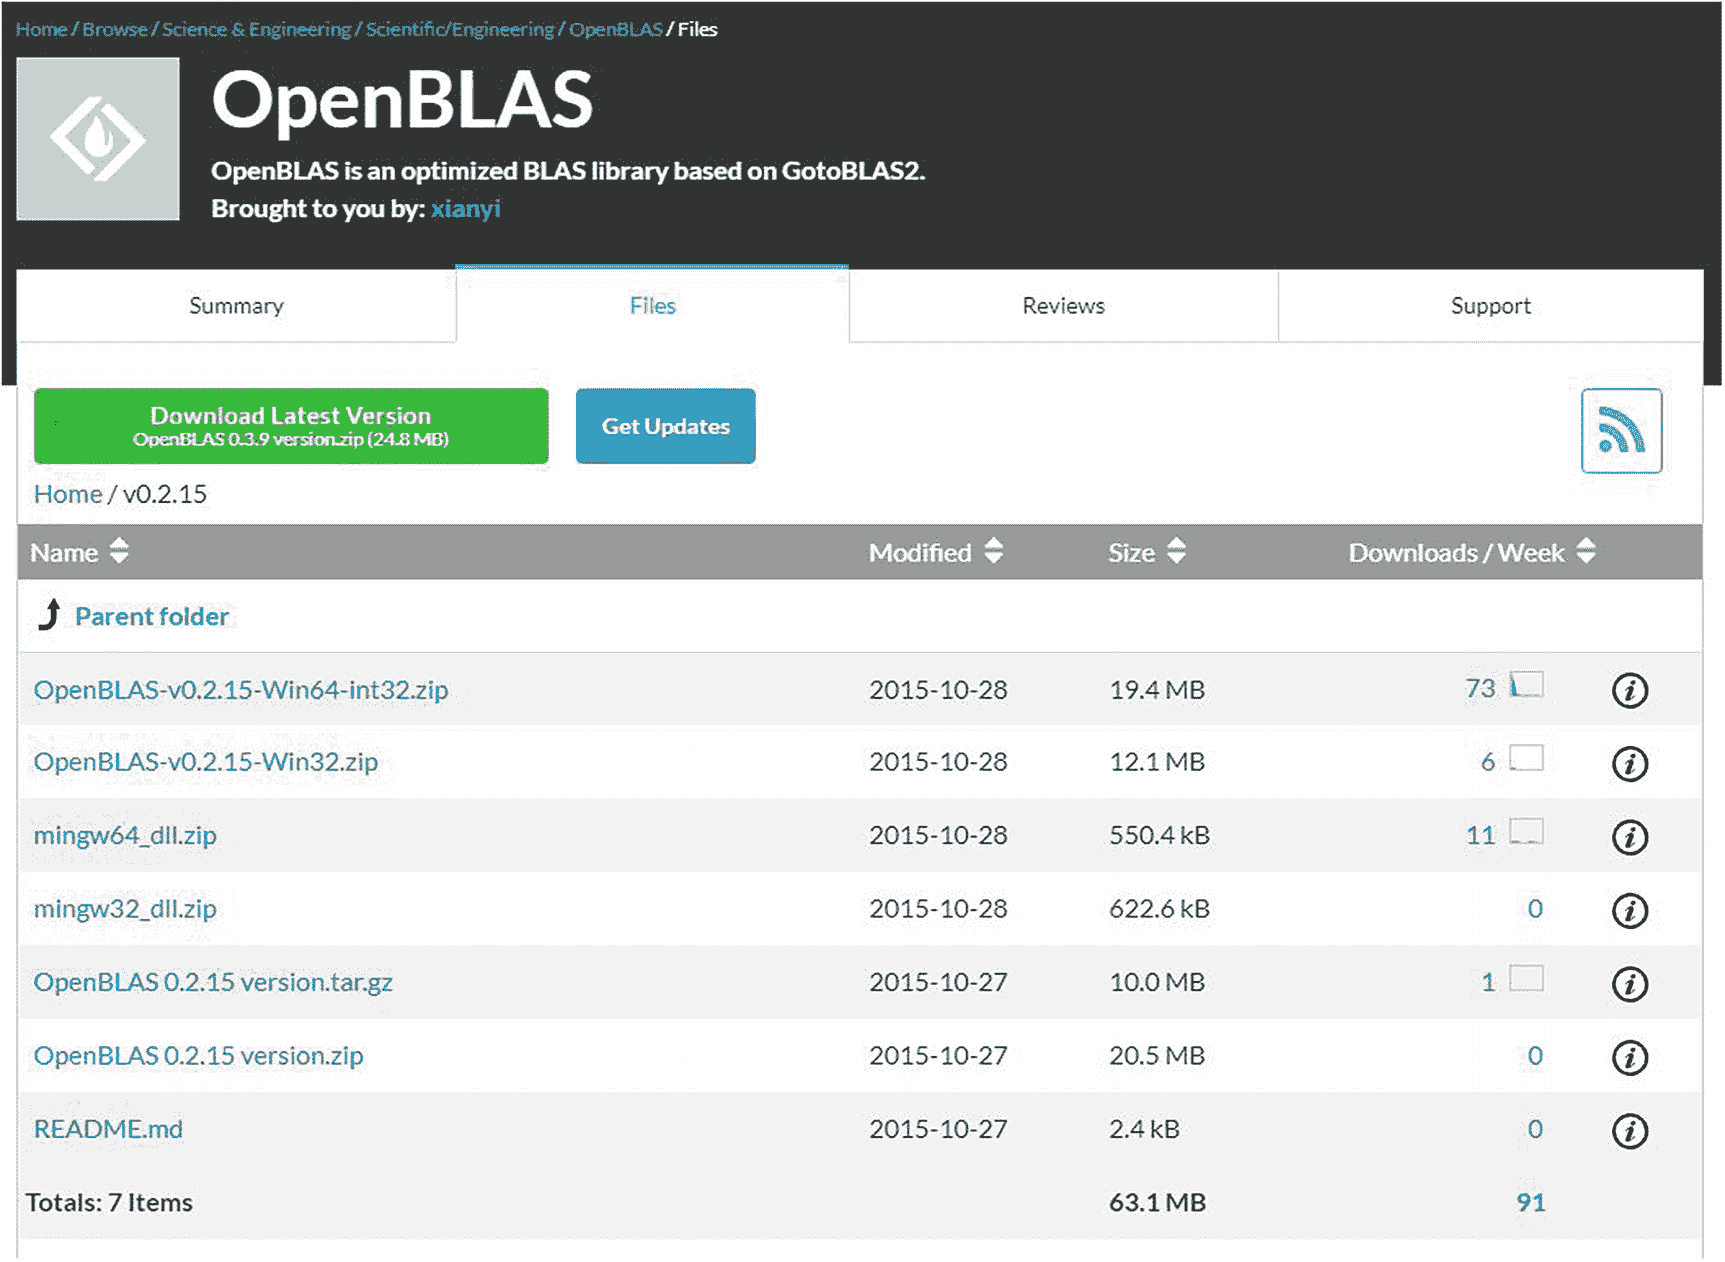 Home / Browse / Science & Engineering / Scientific/Engineering / OpenBLAS / Files
OpenBLAS
OpenBLAS is an optimized BLAS library based on GotoBLAS2.
Brought to you by: xianyi
Summary Files Reviews Support
Download Latest Version
OpenBLAS 0.3.9 version.zip (24.8 MB)
Get Updates
Home / v0.2.15
Name Modified Size Downloads / Week
Parent folder
OpenBLAS-v0.2.15-Win64-int32.zip 2015-10-28 19.4 MB 73
OpenBLAS-v0.2.15-Win32.zip 2015-10-28 12.1 MB 6
mingw64_dll.zip 2015-10-28 550.4 kB 11
mingw32_dll.zip 2015-10-28 622.6 kB 0
OpenBLAS 0.2.15 version.tar.gz 2015-10-27 10.0 MB 1
OpenBLAS 0.2.15 version.zip 2015-10-27 20.5 MB 0
README.md 2015-10-27 2.4 kB 0
Totals: 7 Items 63.1 MB 91